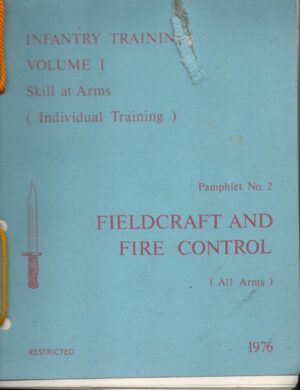 INFANTRY TRAININ
VOLUME I
Skill at Arms
( Individual Training )
Pamphlet No. 2
FIELDCRAFT AND
FIRE CONTROL
( All Arms )
RESTRICTED
1976